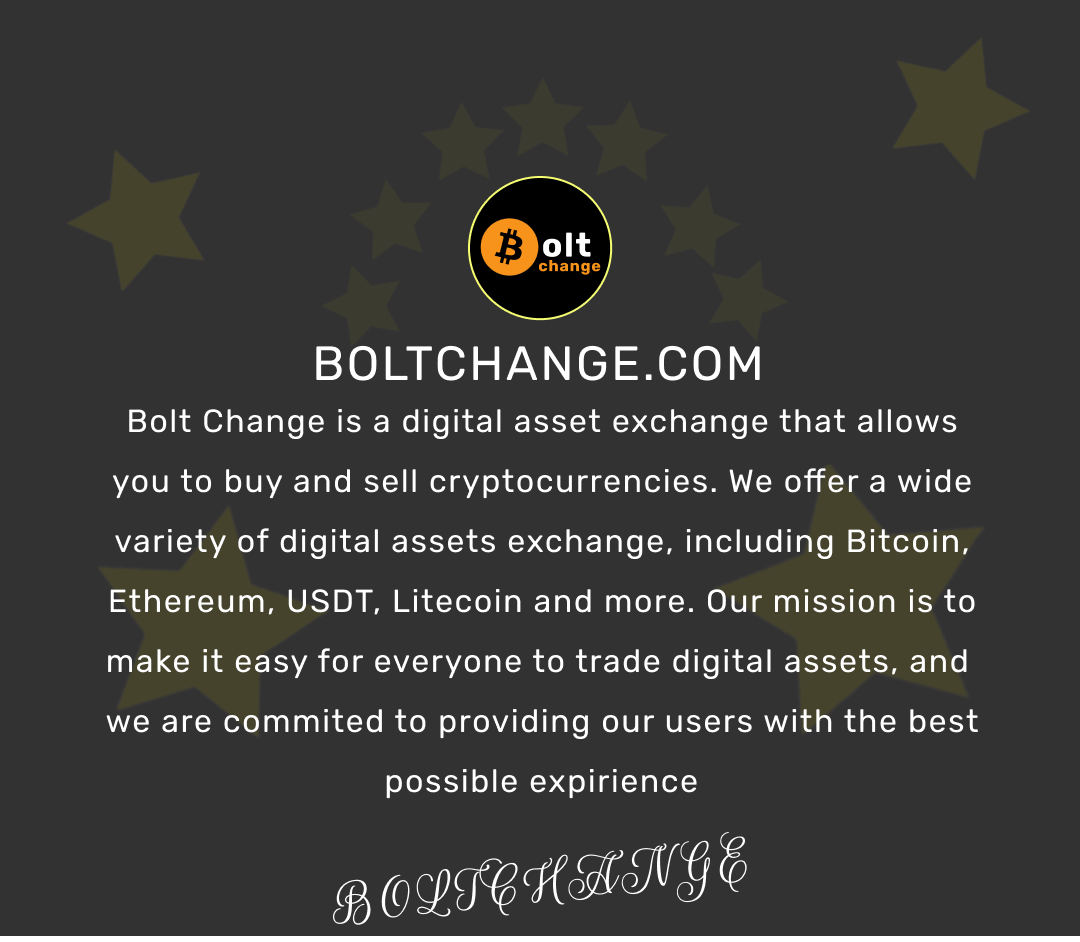 Bolt
change
BOLTCHANGE.COM
Bolt Change is a digital asset exchange that allows
you to buy and sell cryptocurrencies. We offer a wide
variety of digital assets exchange, including Bitcoin,
Ethereum, USDT, Litecoin and more. Our mission is to
make it easy for everyone to trade digital assets, and
we are commited to providing our users with the best
possible expirience
BOLTCHANGE